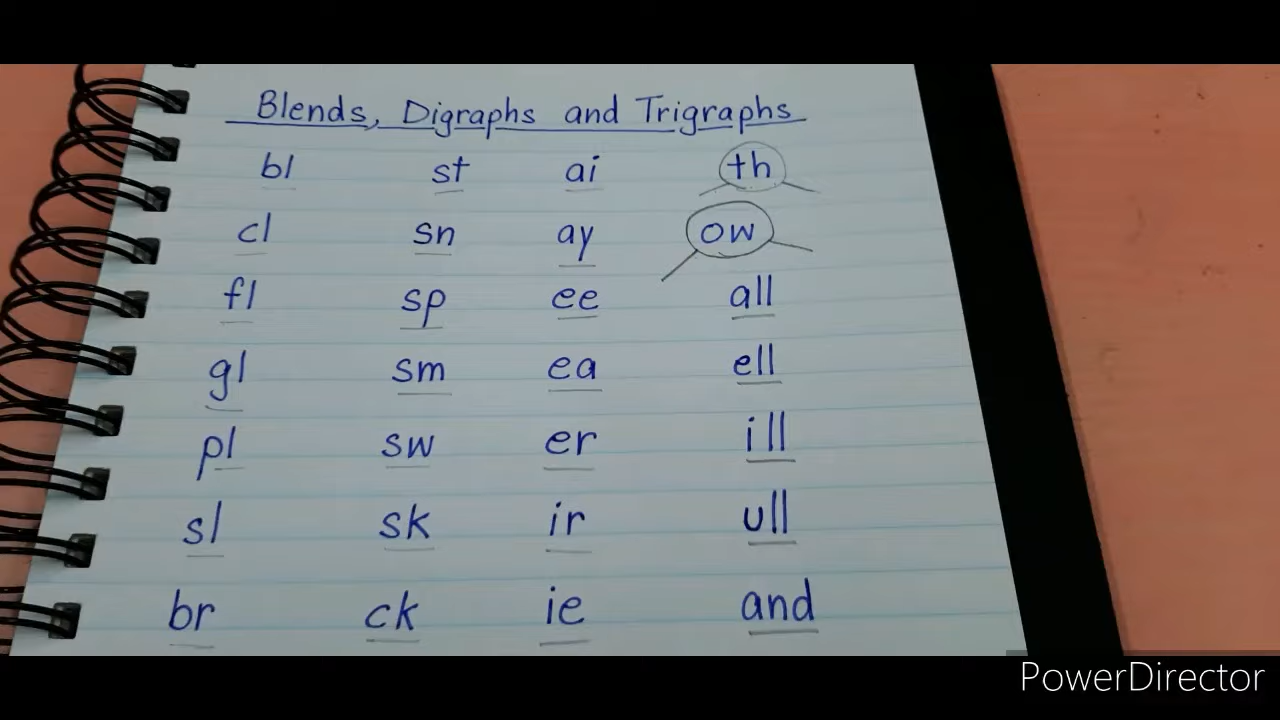 Blends, Digraphs and Trigraphs
bl st ai th
cl sn ay ow
fl sp ee all
gl sm ea ell
pl sw er ill
sl sk ir ull
br ck ie and
PowerDirector